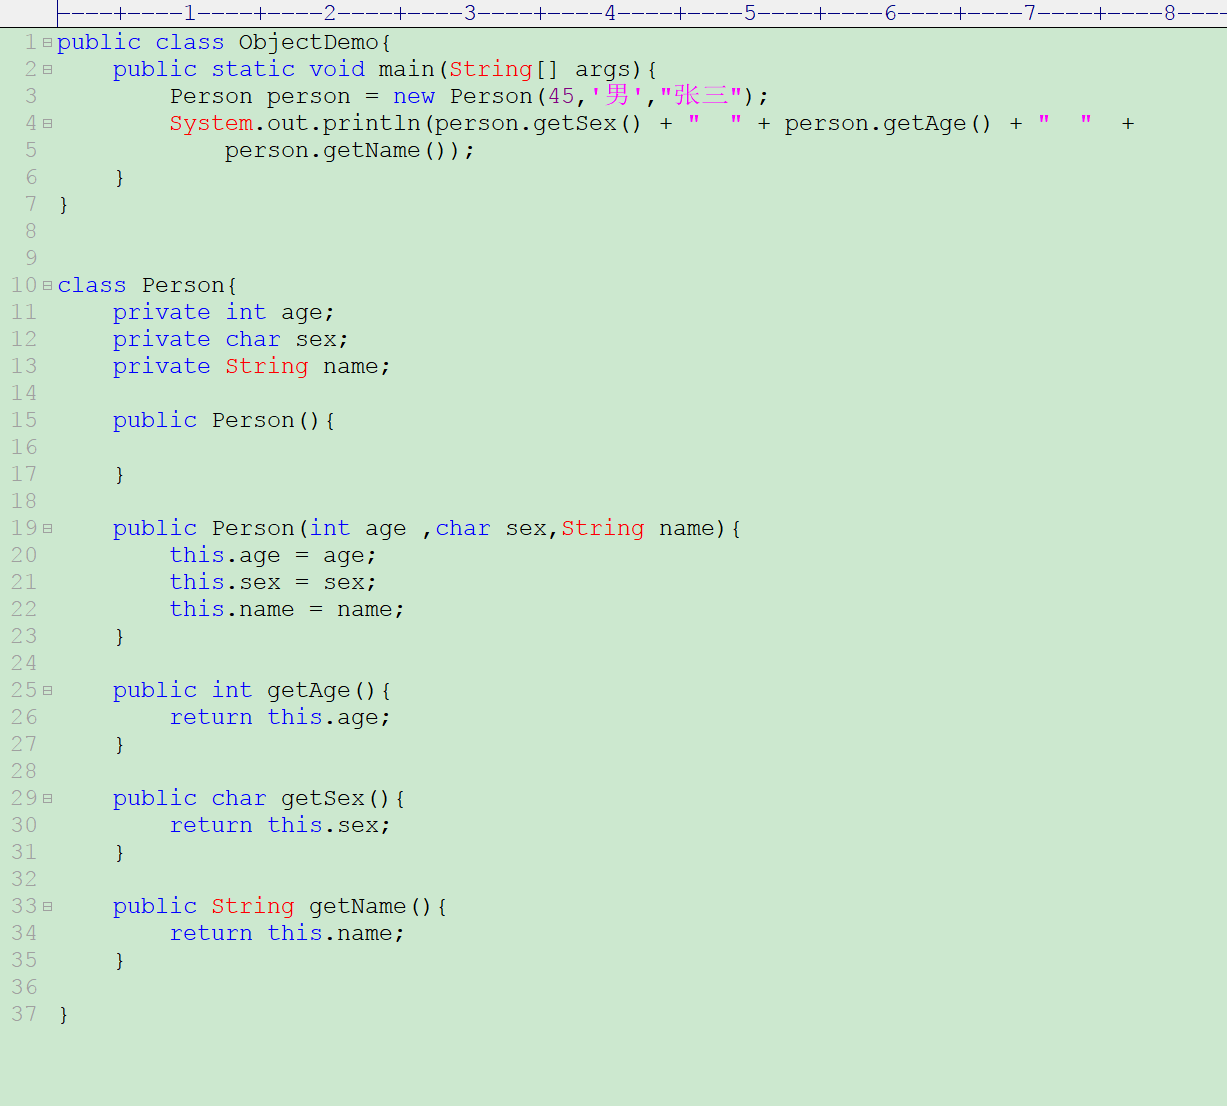 ----+----1----+----2----+----3----+----4----+----5----+----6----+----7----+----8----
1 public class ObjectDemo{
2     public static void main(String[] args){
3         Person person = new Person(45,'男',"张三");
4         System.out.println(person.getSex() + "  " + person.getAge() + "  "  +
5             person.getName());
6     }
7 }
8
9
10 class Person{
11     private int age;
12     private char sex;
13     private String name;
14
15     public Person(){
16
17     }
18
19     public Person(int age ,char sex,String name){
20         this.age = age;
21         this.sex = sex;
22         this.name = name;
23     }
24
25     public int getAge(){
26         return this.age;
27     }
28
29     public char getSex(){
30         return this.sex;
31     }
32
33     public String getName(){
34         return this.name;
35     }
36
37 }